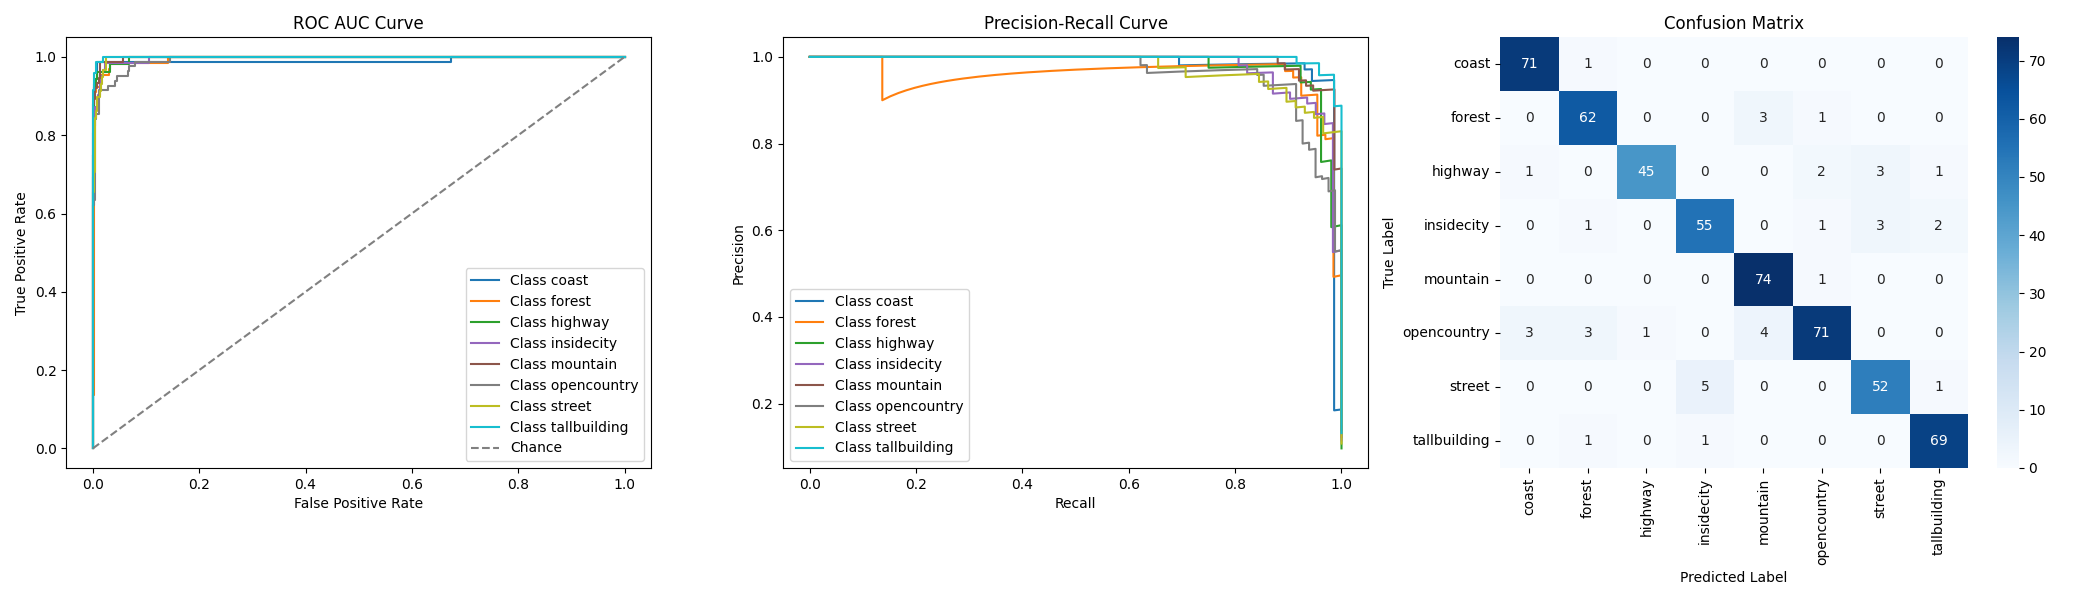 ROC AUC Curve
1.0
0.8
0.6
0.4
0.2
0.0
True Positive Rate
0.0 0.2 0.4 0.6 0.8 1.0
False Positive Rate
Class coast
Class forest
Class highway
Class insidecity
Class mountain
Class opencountry
Class street
Class tallbuilding
Chance
Precision-Recall Curve
1.0
0.8
0.6
0.4
0.2
Precision
0.0 0.2 0.4 0.6 0.8 1.0
Recall
Class coast
Class forest
Class highway
Class insidecity
Class mountain
Class opencountry
Class street
Class tallbuilding
Confusion Matrix
True Label
coast 71 1 0 0 0 0 0 0
forest 0 62 0 0 3 1 0 0
highway 1 0 45 0 0 2 3 1
insidecity 0 1 0 55 0 1 3 2
mountain 0 0 0 0 74 1 0 0
opencountry 3 3 1 0 4 71 0 0
street 0 0 0 5 0 0 52 1
tallbuilding 0 1 0 1 0 0 0 69
coast forest highway insidecity mountain opencountry street tallbuilding
Predicted Label
70
60
50
40
30
20
10
0